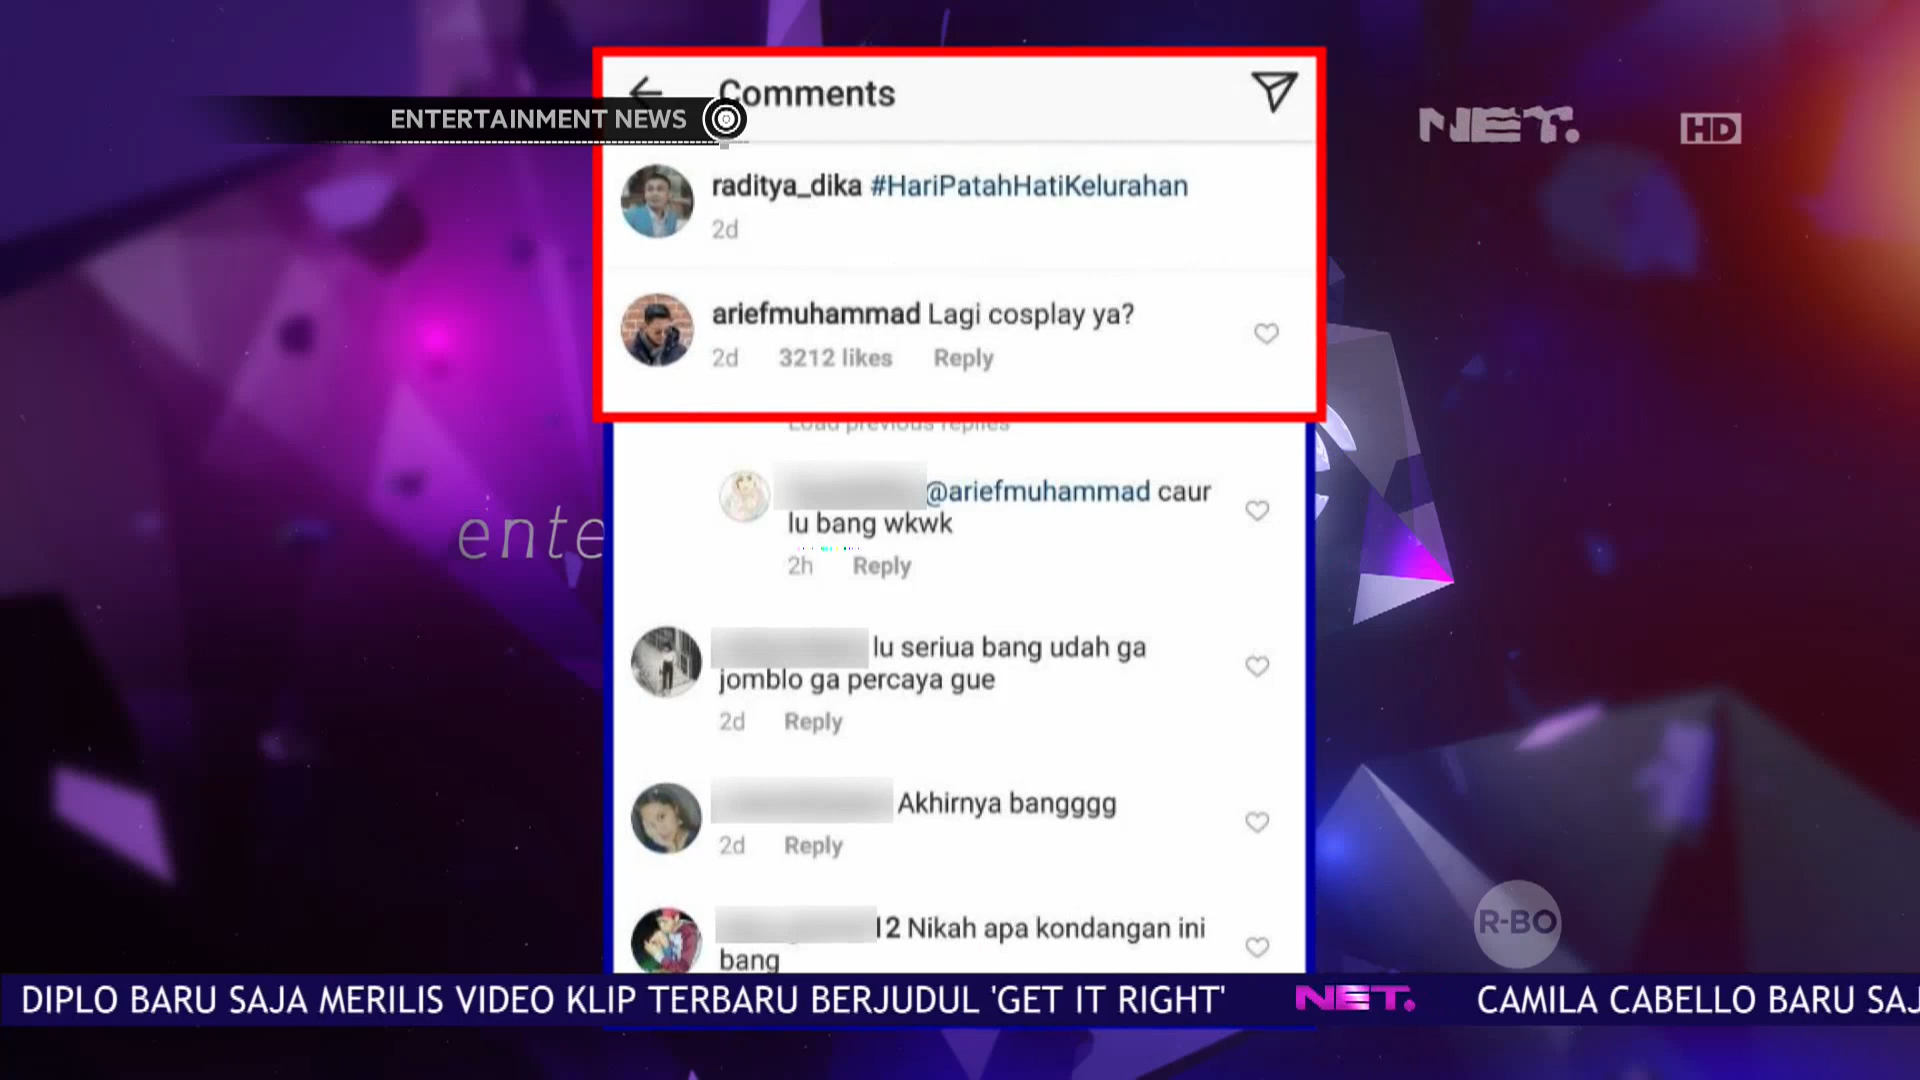 Comments
ENTERTAINMENT NEWS
NET.
HD
raditya_dika #HariPatahHatiKelurahan
2d
ariefmuhammad Lagi cosplay ya?
2d 3212 likes Reply
Load previous replies
@ariefmuhammad caur
lu bang wkwk
2h Reply
ente
lu seriua bang udah ga
jomblo ga percaya gue
2d Reply
Akhirnya bangggg
2d Reply
12 Nikah apa kondangan ini
bang
R-BO
DIPLO BARU SAJA MERILIS VIDEO KLIP TERBARU BERJUDUL 'GET IT RIGHT' NET. CAMILA CABELLO BARU SAJ